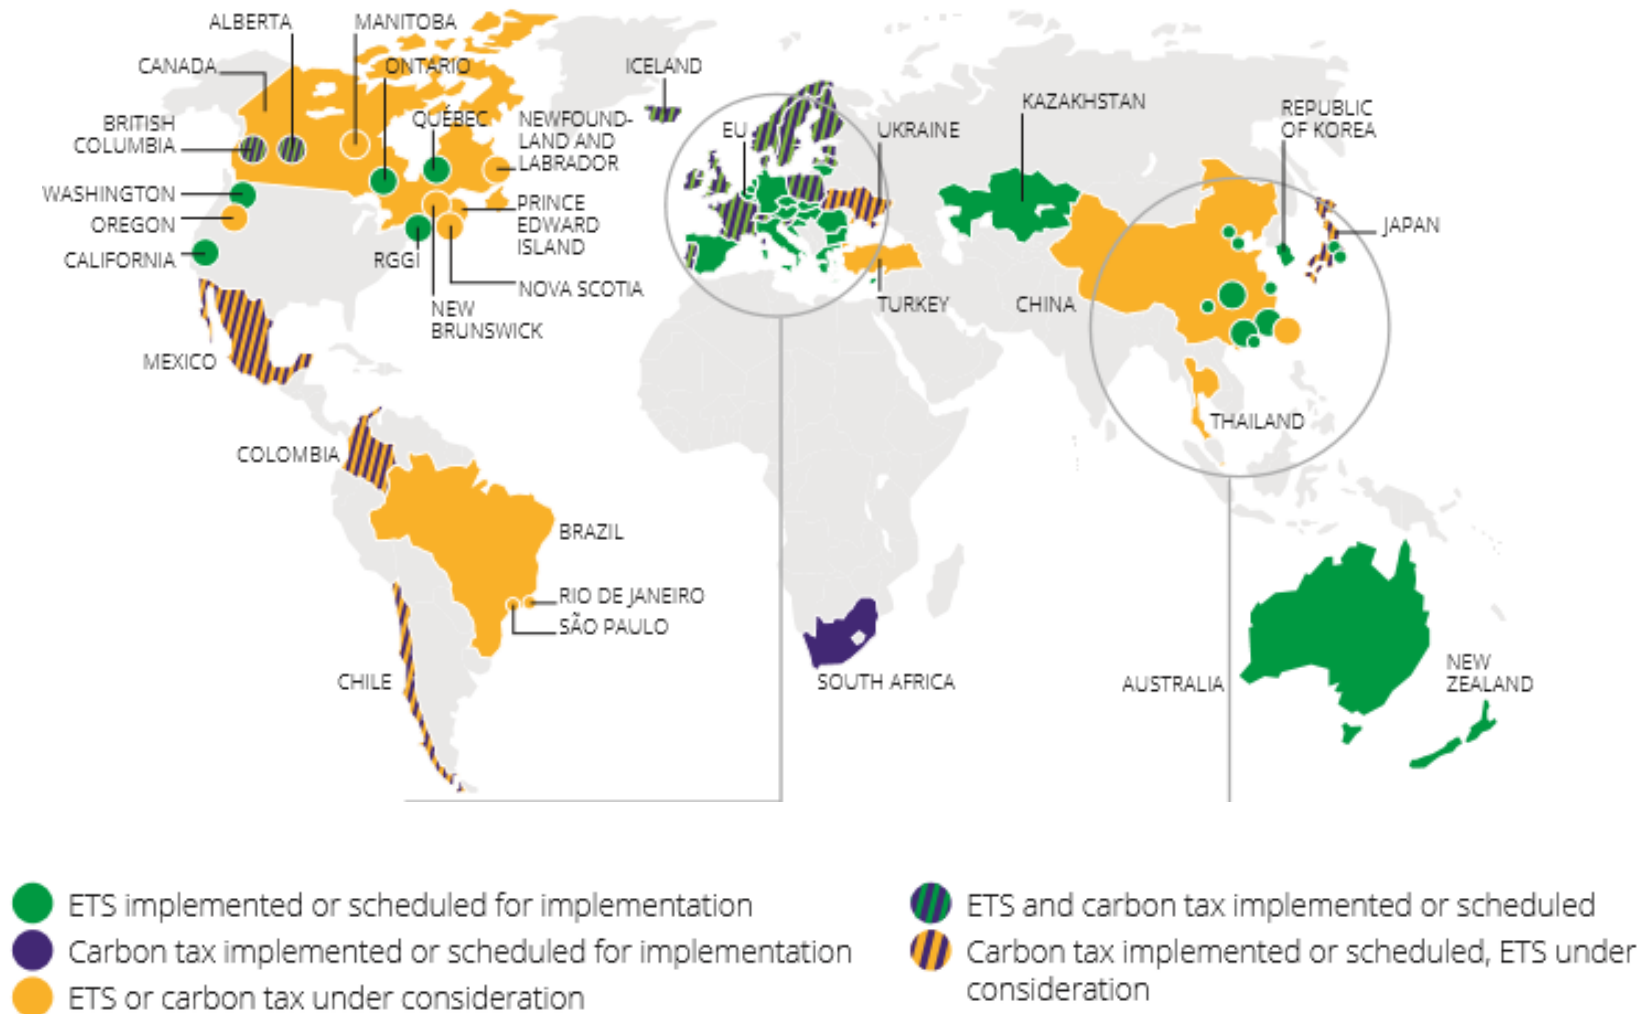 ALBERTA
MANITOBA
CANADA
ONTARIO
ICELAND
BRITISH
COLUMBIA
QUÉBEC
NEWFOUND-
LAND AND
LABRADOR
EU
UKRAINE
KAZAKHSTAN
REPUBLIC
OF KOREA
WASHINGTON
OREGON
CALIFORNIA
RGGI
PRINCE
EDWARD
ISLAND
NOVA SCOTIA
NEW
BRUNSWICK
TURKEY
CHINA
JAPAN
MEXICO
THAILAND
COLOMBIA
BRAZIL
RIO DE JANEIRO
SÃO PAULO
CHILE
SOUTH AFRICA
AUSTRALIA
NEW
ZEALAND
ETS implemented or scheduled for implementation
Carbon tax implemented or scheduled for implementation
ETS or carbon tax under consideration
ETS and carbon tax implemented or scheduled
Carbon tax implemented or scheduled, ETS under
consideration